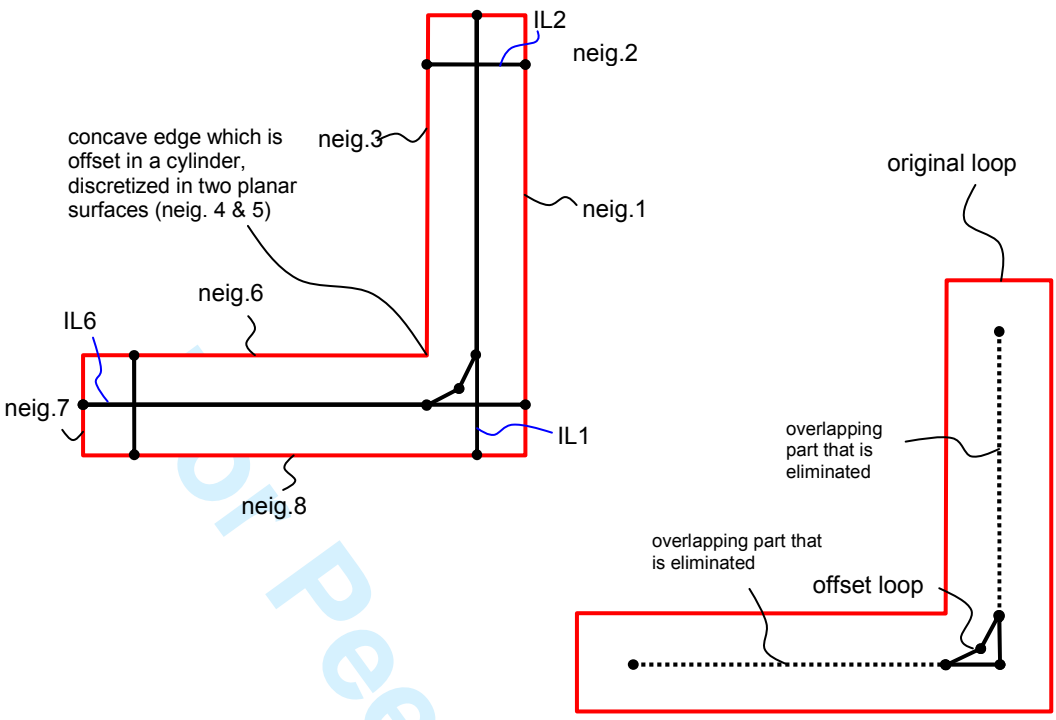 IL2
neig.2
concave edge which is
offset in a cylinder,
discretized in two planar
surfaces (neig. 4 & 5)
neig.3
original loop
neig.1
neig.6
IL6
neig.7
IL1
neig.8
overlapping
part that is
eliminated
overlapping part that
is eliminated
offset loop
or Pee